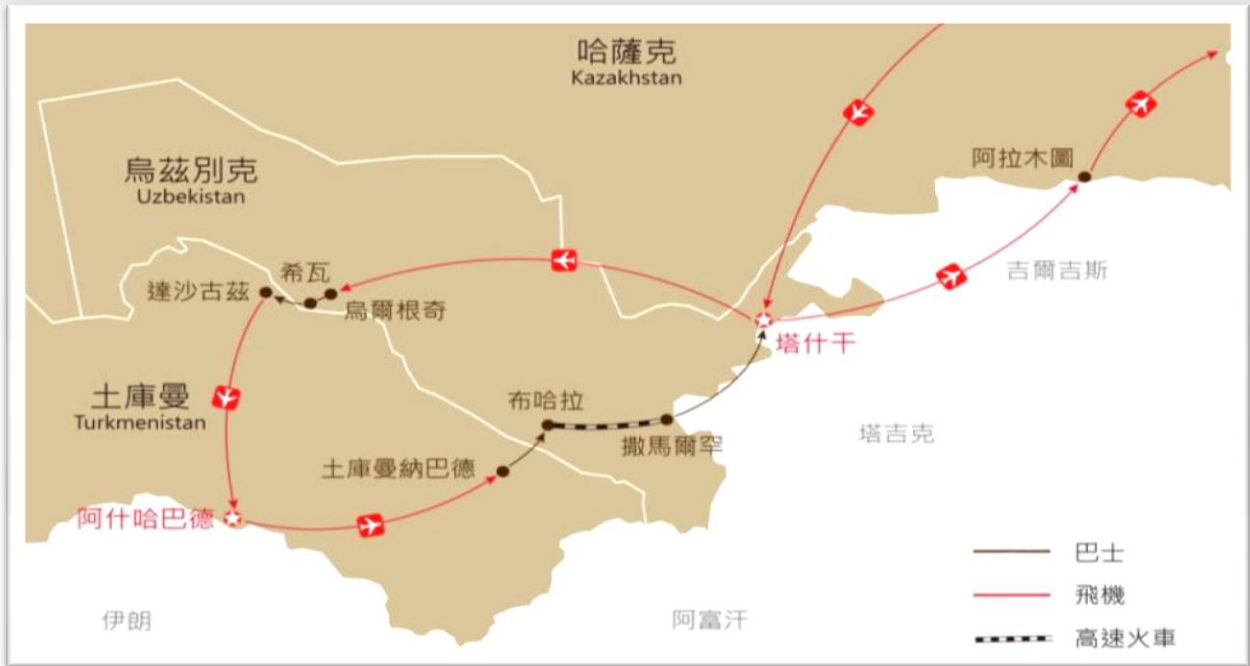 哈薩克
Kazakhstan
阿拉木圖
烏茲別克
Uzbekistan
希瓦
吉爾吉斯
達沙古茲
烏爾根奇
塔什干
土庫曼
Turkmenistan
布哈拉
撒馬爾罕
塔吉克
土庫曼納巴德
阿什哈巴德
巴士
飛機
伊朗
阿富汗
高速火車